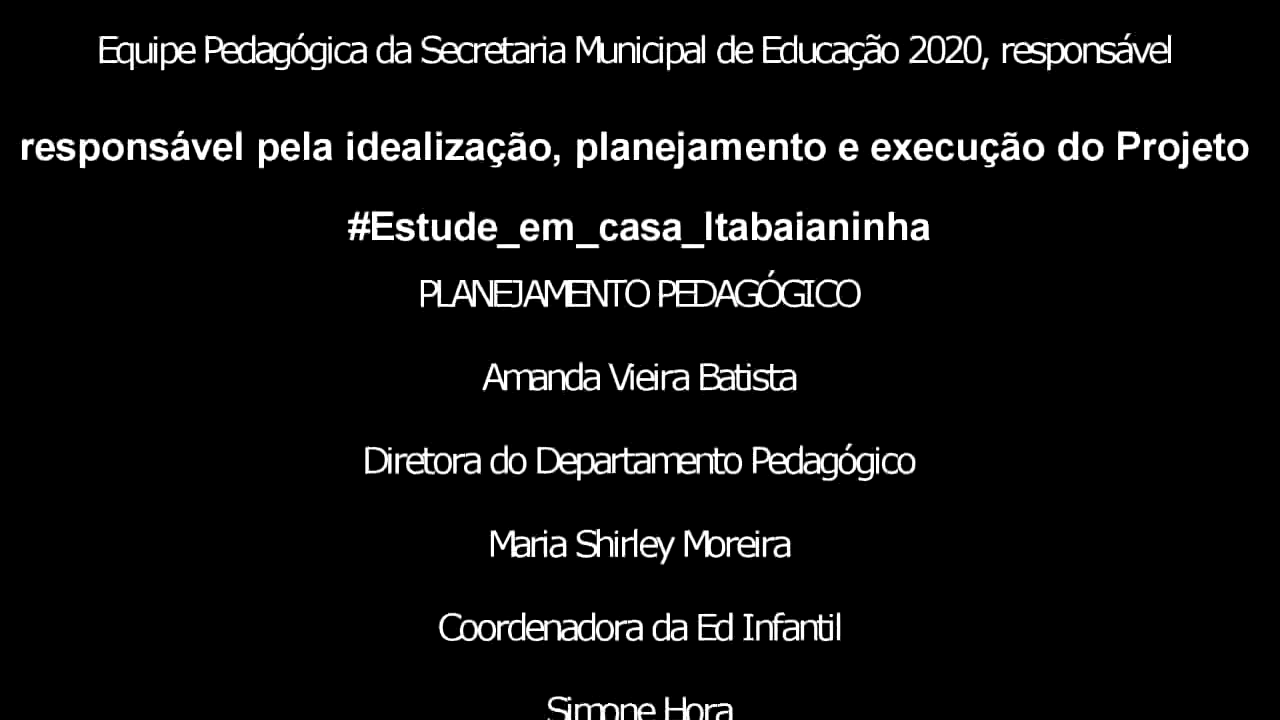 Equipe Pedagógica da Secretaria Municipal de Educação 2020, responsável
responsável pela idealização, planejamento e execução do Projeto
#Estude_em_casa_Itabaianinha
PLANEJAMENTO PEDAGÓGICO
Amanda Vieira Batista
Diretora do Departamento Pedagógico
Maria Shirley Moreira
Coordenadora da Ed Infantil
Simone Hora